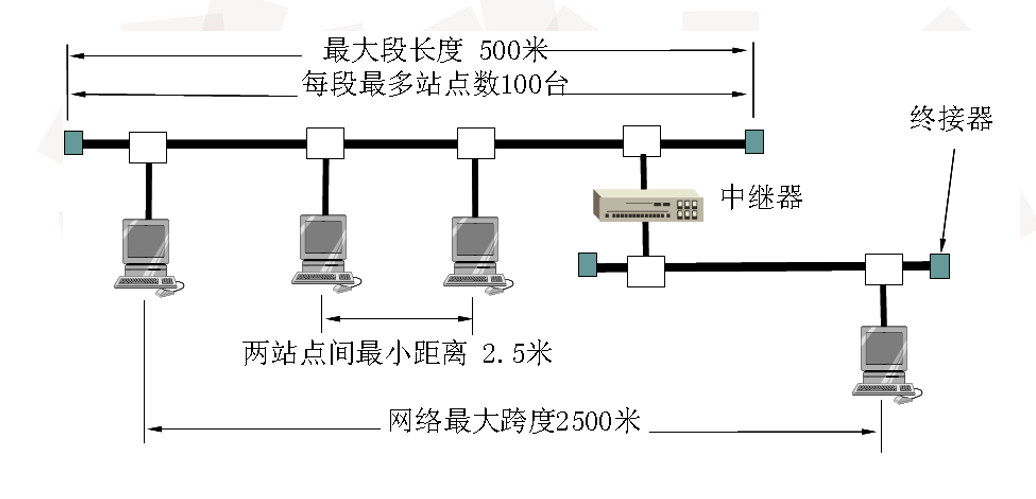 最大段长度 500米
每段最多站点数100台
终接器
中继器
两站点间最小距离 2.5米
网络最大跨度2500米